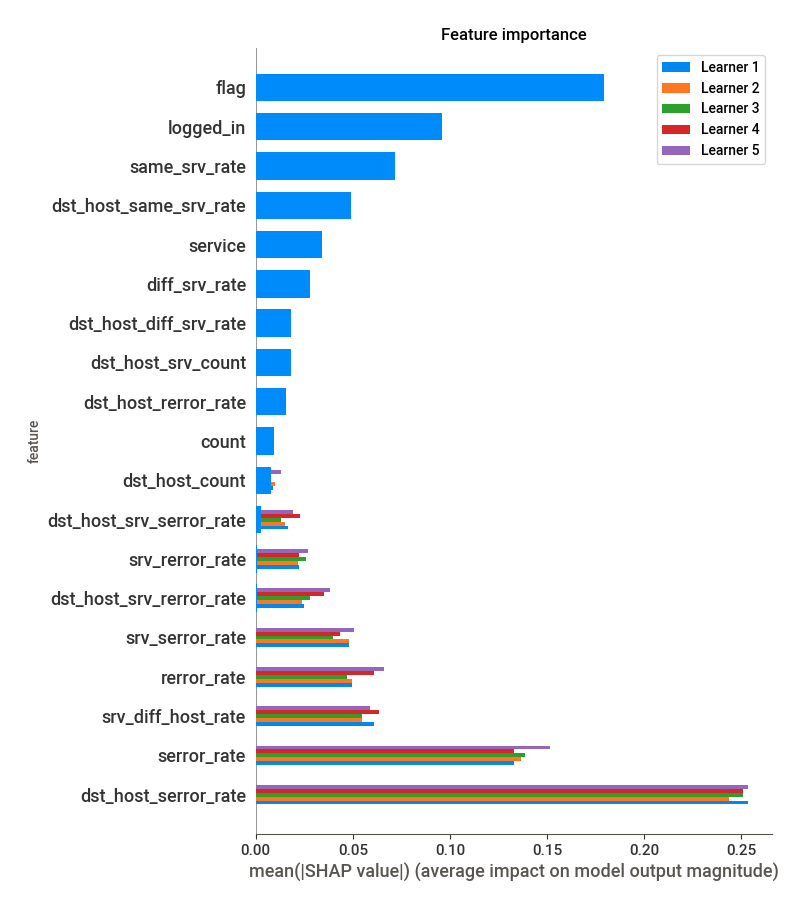 Feature importance
Learner 1
Learner 2
Learner 3
Learner 4
Learner 5
flag
logged_in
same_srv_rate
dst_host_same_srv_rate
service
diff_srv_rate
dst_host_diff_srv_rate
dst_host_srv_count
dst_host_rerror_rate
count
dst_host_count
dst_host_srv_serror_rate
srv_rerror_rate
dst_host_srv_rerror_rate
srv_serror_rate
rerror_rate
srv_diff_host_rate
serror_rate
dst_host_serror_rate
feature
0.00 0.05 0.10 0.15 0.20 0.25
mean(|SHAP value|) (average impact on model output magnitude)